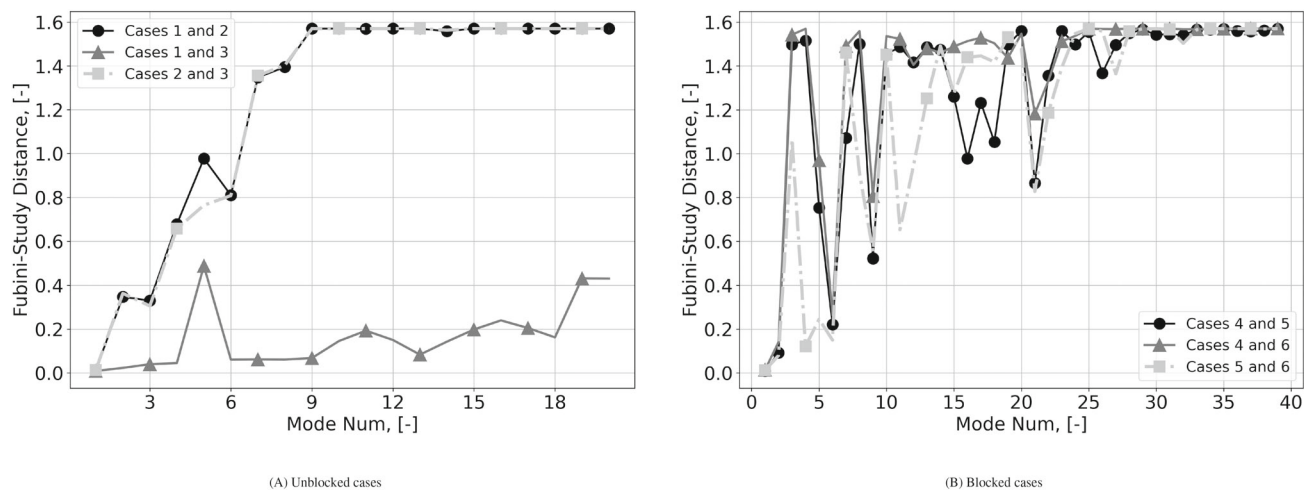 1.6
1.4
1.2
1.0
0.8
0.6
0.4
0.2
0.0
Fubini-Study Distance, [-]
Cases 1 and 2
Cases 1 and 3
Cases 2 and 3
3 6 9 12 15 18
Mode Num, [-]
(A) Unblocked cases
1.6
1.4
1.2
1.0
0.8
0.6
0.4
0.2
0.0
Fubini-Study Distance, [-]
Cases 4 and 5
Cases 4 and 6
Cases 5 and 6
0 5 10 15 20 25 30 35 40
Mode Num, [-]
(B) Blocked cases